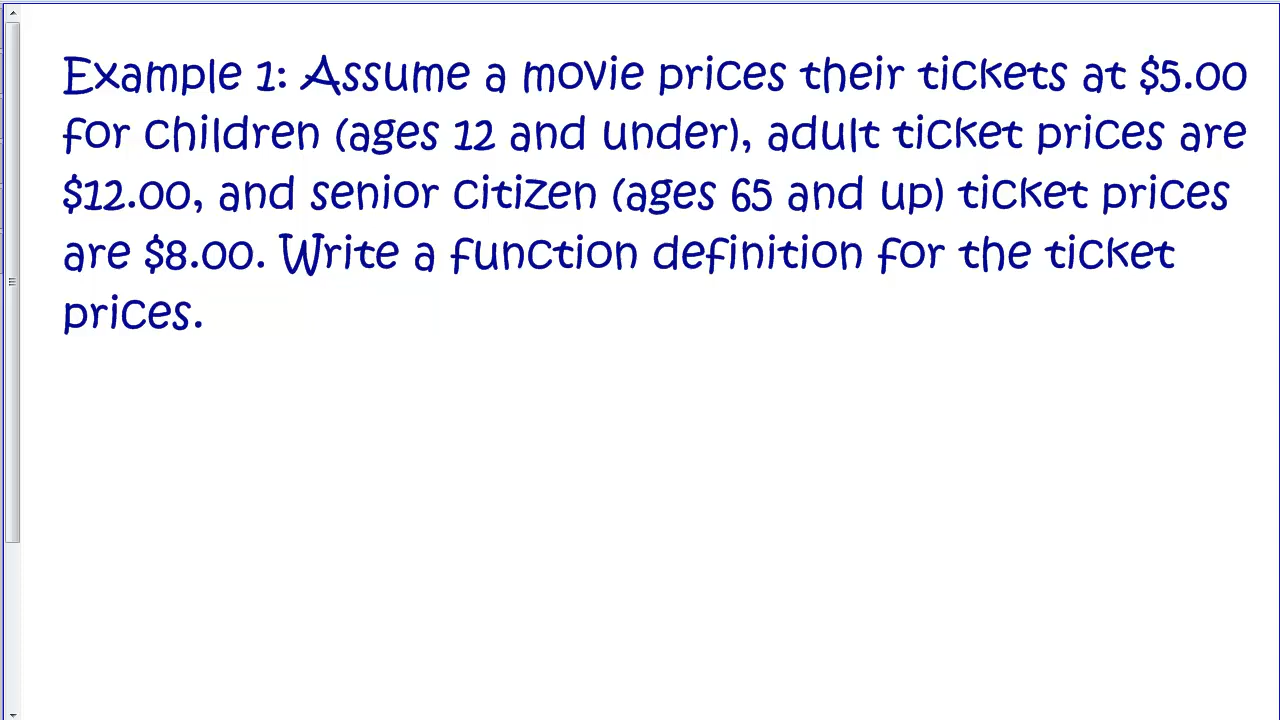 Example 1: Assume a movie prices their tickets at $5.00
for children (ages 12 and under), adult ticket prices are
$12.00, and senior citizen (ages 65 and up) ticket prices
are $8.00. Write a function definition for the ticket
prices.